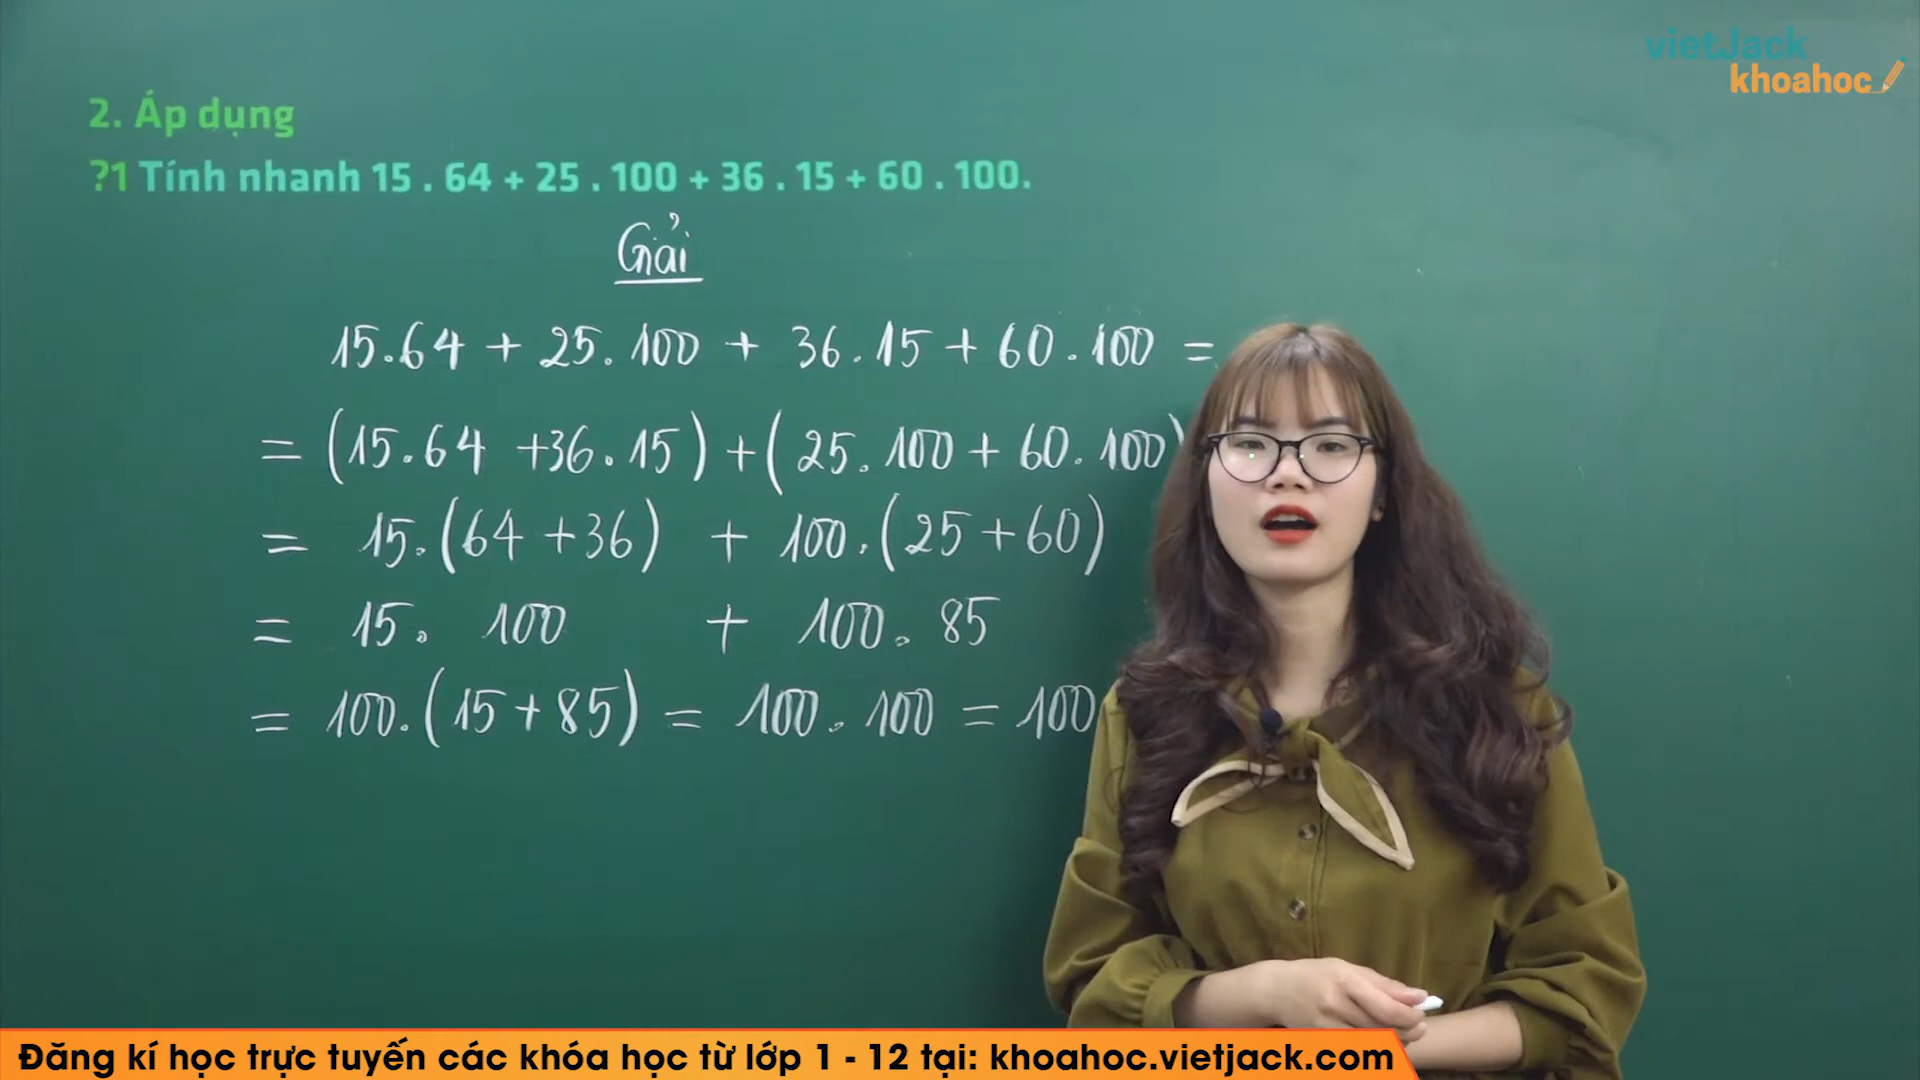 vietJack
khoahoc
2. Áp dụng
?1 Tính nhanh 15 . 64 + 25 . 100 + 36 . 15 + 60 . 100.
Giải
15.64 + 25.100 + 36.15 + 60.100 =
= (15.64 +36.15) + (25.100 + 60.100)
= 15.(64 +36) + 100.(25+60)
= 15. 100 + 100. 85
= 100.(15+85) = 100.100 = 100
Đăng kí học trực tuyến các khóa học từ lớp 1 - 12 tại: khoahoc.vietjack.com